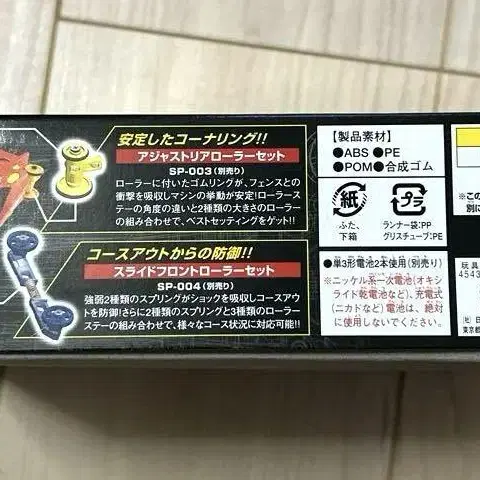 安定したコーナリング!!
アジャストリアローラーセット
SP-003(別売り)
ローラーに付いたゴムリングが、フェンスとの
衝撃を吸収しマシンの挙動が安定!ローラース
テーの角度の違いと2種類の大きさのローラー
の組み合わせで、ベストセッティングをゲット!!
コースアウトからの防御!!
スライドフロントローラーセット
SP-004(別売り)
強弱2種類のスプリングがショックを吸収しコースアウ
トを防御!さらに2種類のスプリングと3種類のローラー
ステーの組み合わせで、様々なコース状況に対応可能!!
【製品素材】
●ABS ●PE
●POM●合成ゴム
紙
ふた、
下箱
プラ
ランナー袋:PP
グリスチューブ:PE
●単3形電池2本使用(別売り)
※ニッケル系一次電池(オキシ
ライド乾電池など)、充電式
(ニカドなど)電池は、絶対
に使用しないでください。
※この
別に
玩具
4543
東京都